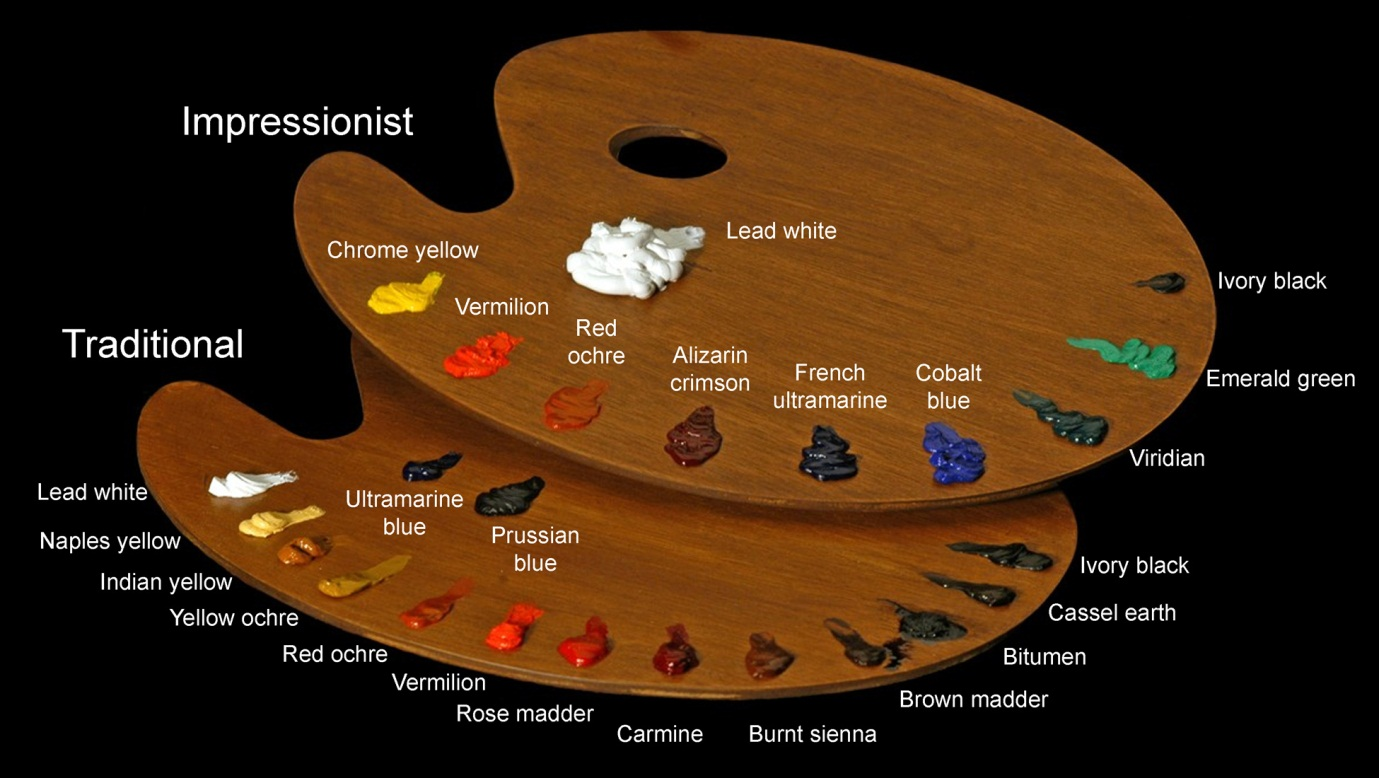 Impressionist
Lead white
Chrome yellow
Ivory black
Vermilion
Red
ochre
Alizarin
crimson
French
ultramarine
Cobalt
blue
Emerald green
Viridian
Traditional
Lead white
Ultramarine
blue
Prussian
blue
Naples yellow
Indian yellow
Yellow ochre
Red ochre
Vermilion
Rose madder
Carmine
Burnt sienna
Brown madder
Bitumen
Cassel earth
Ivory black